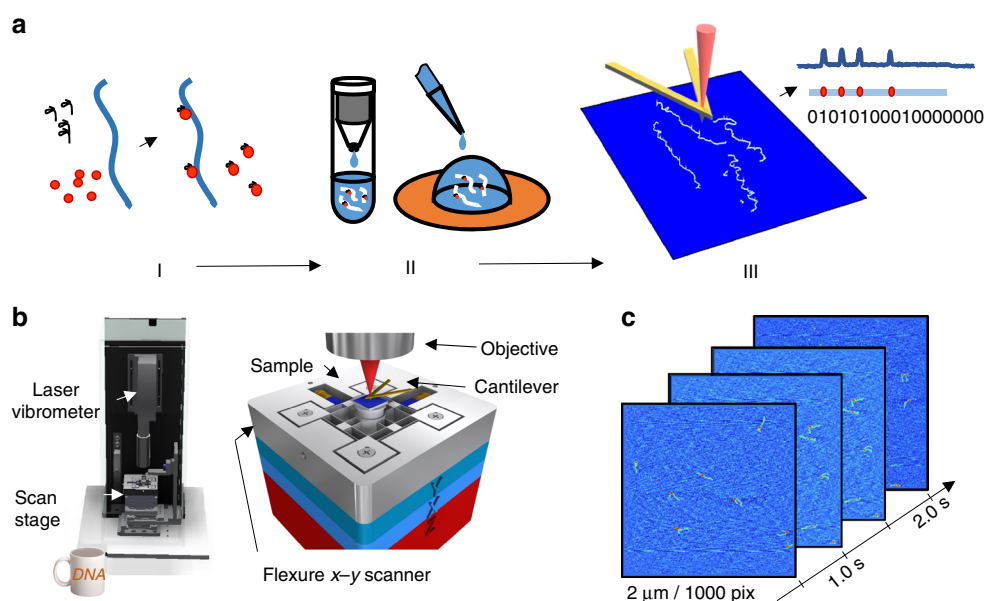 a
01010100010000000
I
II
III
b
Laser
vibrometer
Scan
stage
DNA
Sample
Objective
Cantilever
Flexure x–y scanner
c
2 μm / 1000 pix
1.0 s
2.0 s